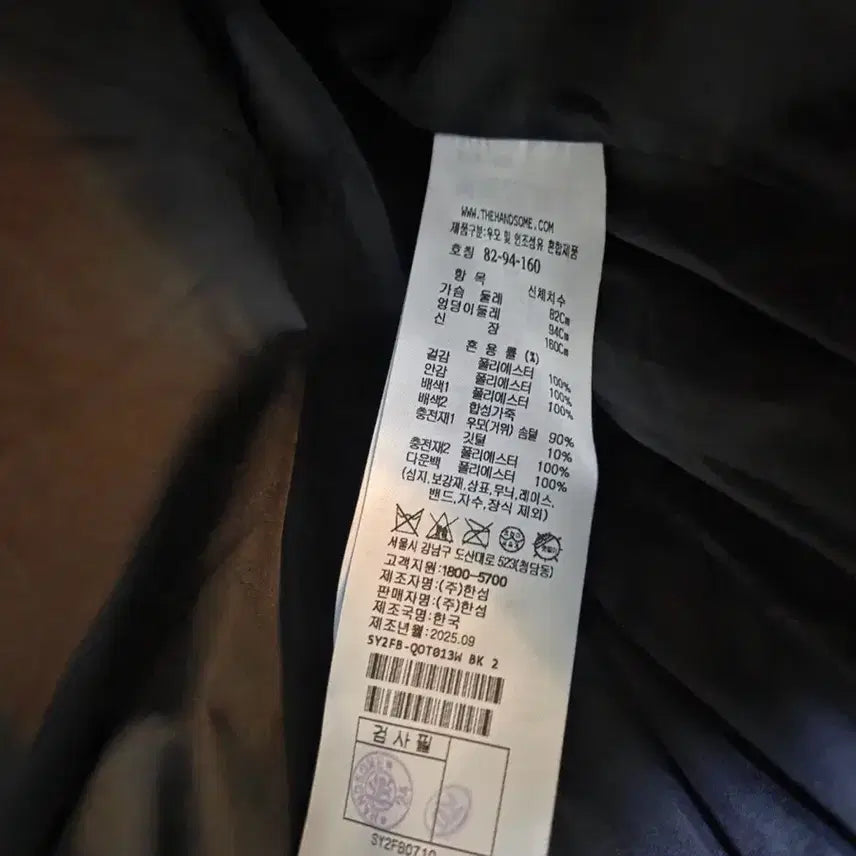 WWW.THEHANDSOME.COM
제품구분:우모 및 인조섬유 혼합제품
호칭 82-94-160
항 목 신체치수
가슴 둘레 82Cm
엉덩이둘레 94Cm
신 장 160Cm
혼 용 률 (%)
겉감 폴리에스터 100%
안감 폴리에스터 100%
배색1 폴리에스터 100%
배색2 합성가죽
충전재1 우모(거위) 솜털 90%
깃털 10%
충전재2 폴리에스터 100%
다운백 폴리에스터 100%
(심지,보강재,상표,무늬,레이스,
밴드,자수,장식 제외)
서울시 강남구 도산대로 523(청담동)
고객지원:1800-5700
제조자명:(주)한섬
판매자명:(주)한섬
제조국명:한국
제조년월:2025.09
SY2FB-QOT013W BK 2
검 사 필
SY2FB0710